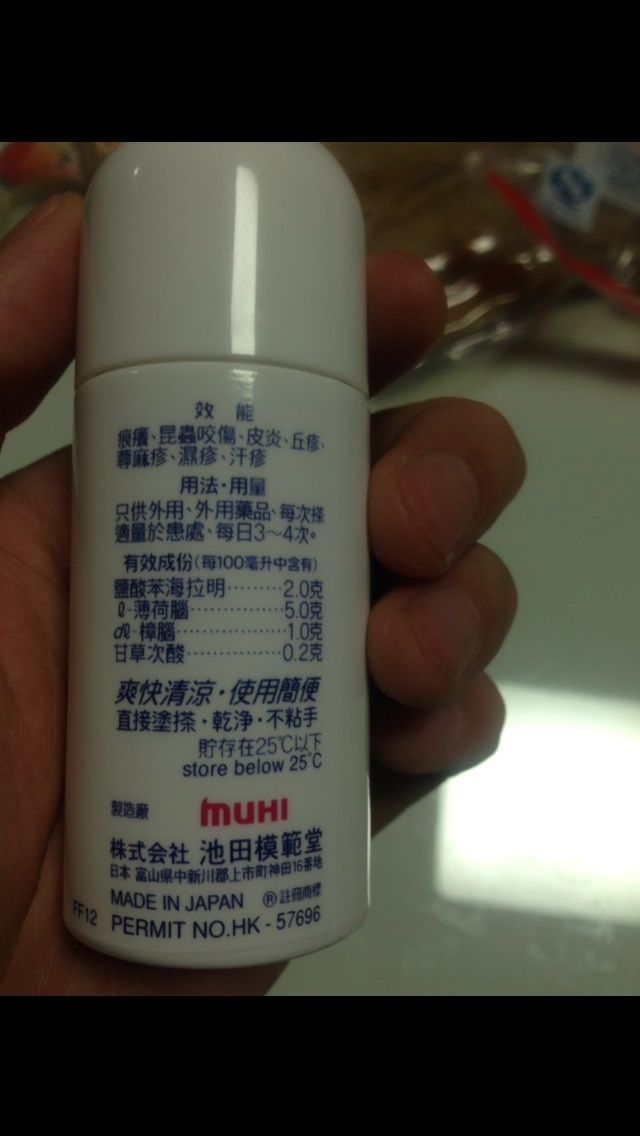 效 能
痕癢、昆蟲咬傷、皮炎、丘疹、
蕁麻疹、濕疹、汗疹
用法·用量
只供外用、外用藥品、每次搽
適量於患處、每日3～4次。
有效成份(每100毫升中含有)
鹽酸苯海拉明………2.0克
ℓ-薄荷腦……………5.0克
dℓ-樟腦………………1.0克
甘草次酸……………0.2克
爽快清涼·使用簡便
直接塗搽·乾淨·不粘手
貯存在25℃以下
store below 25℃
製造廠 MUHI
株式会社 池田模範堂
日本 富山県中新川郡上市町神田16番地
MADE IN JAPAN ®註冊商標
FF12 PERMIT NO.HK-57696